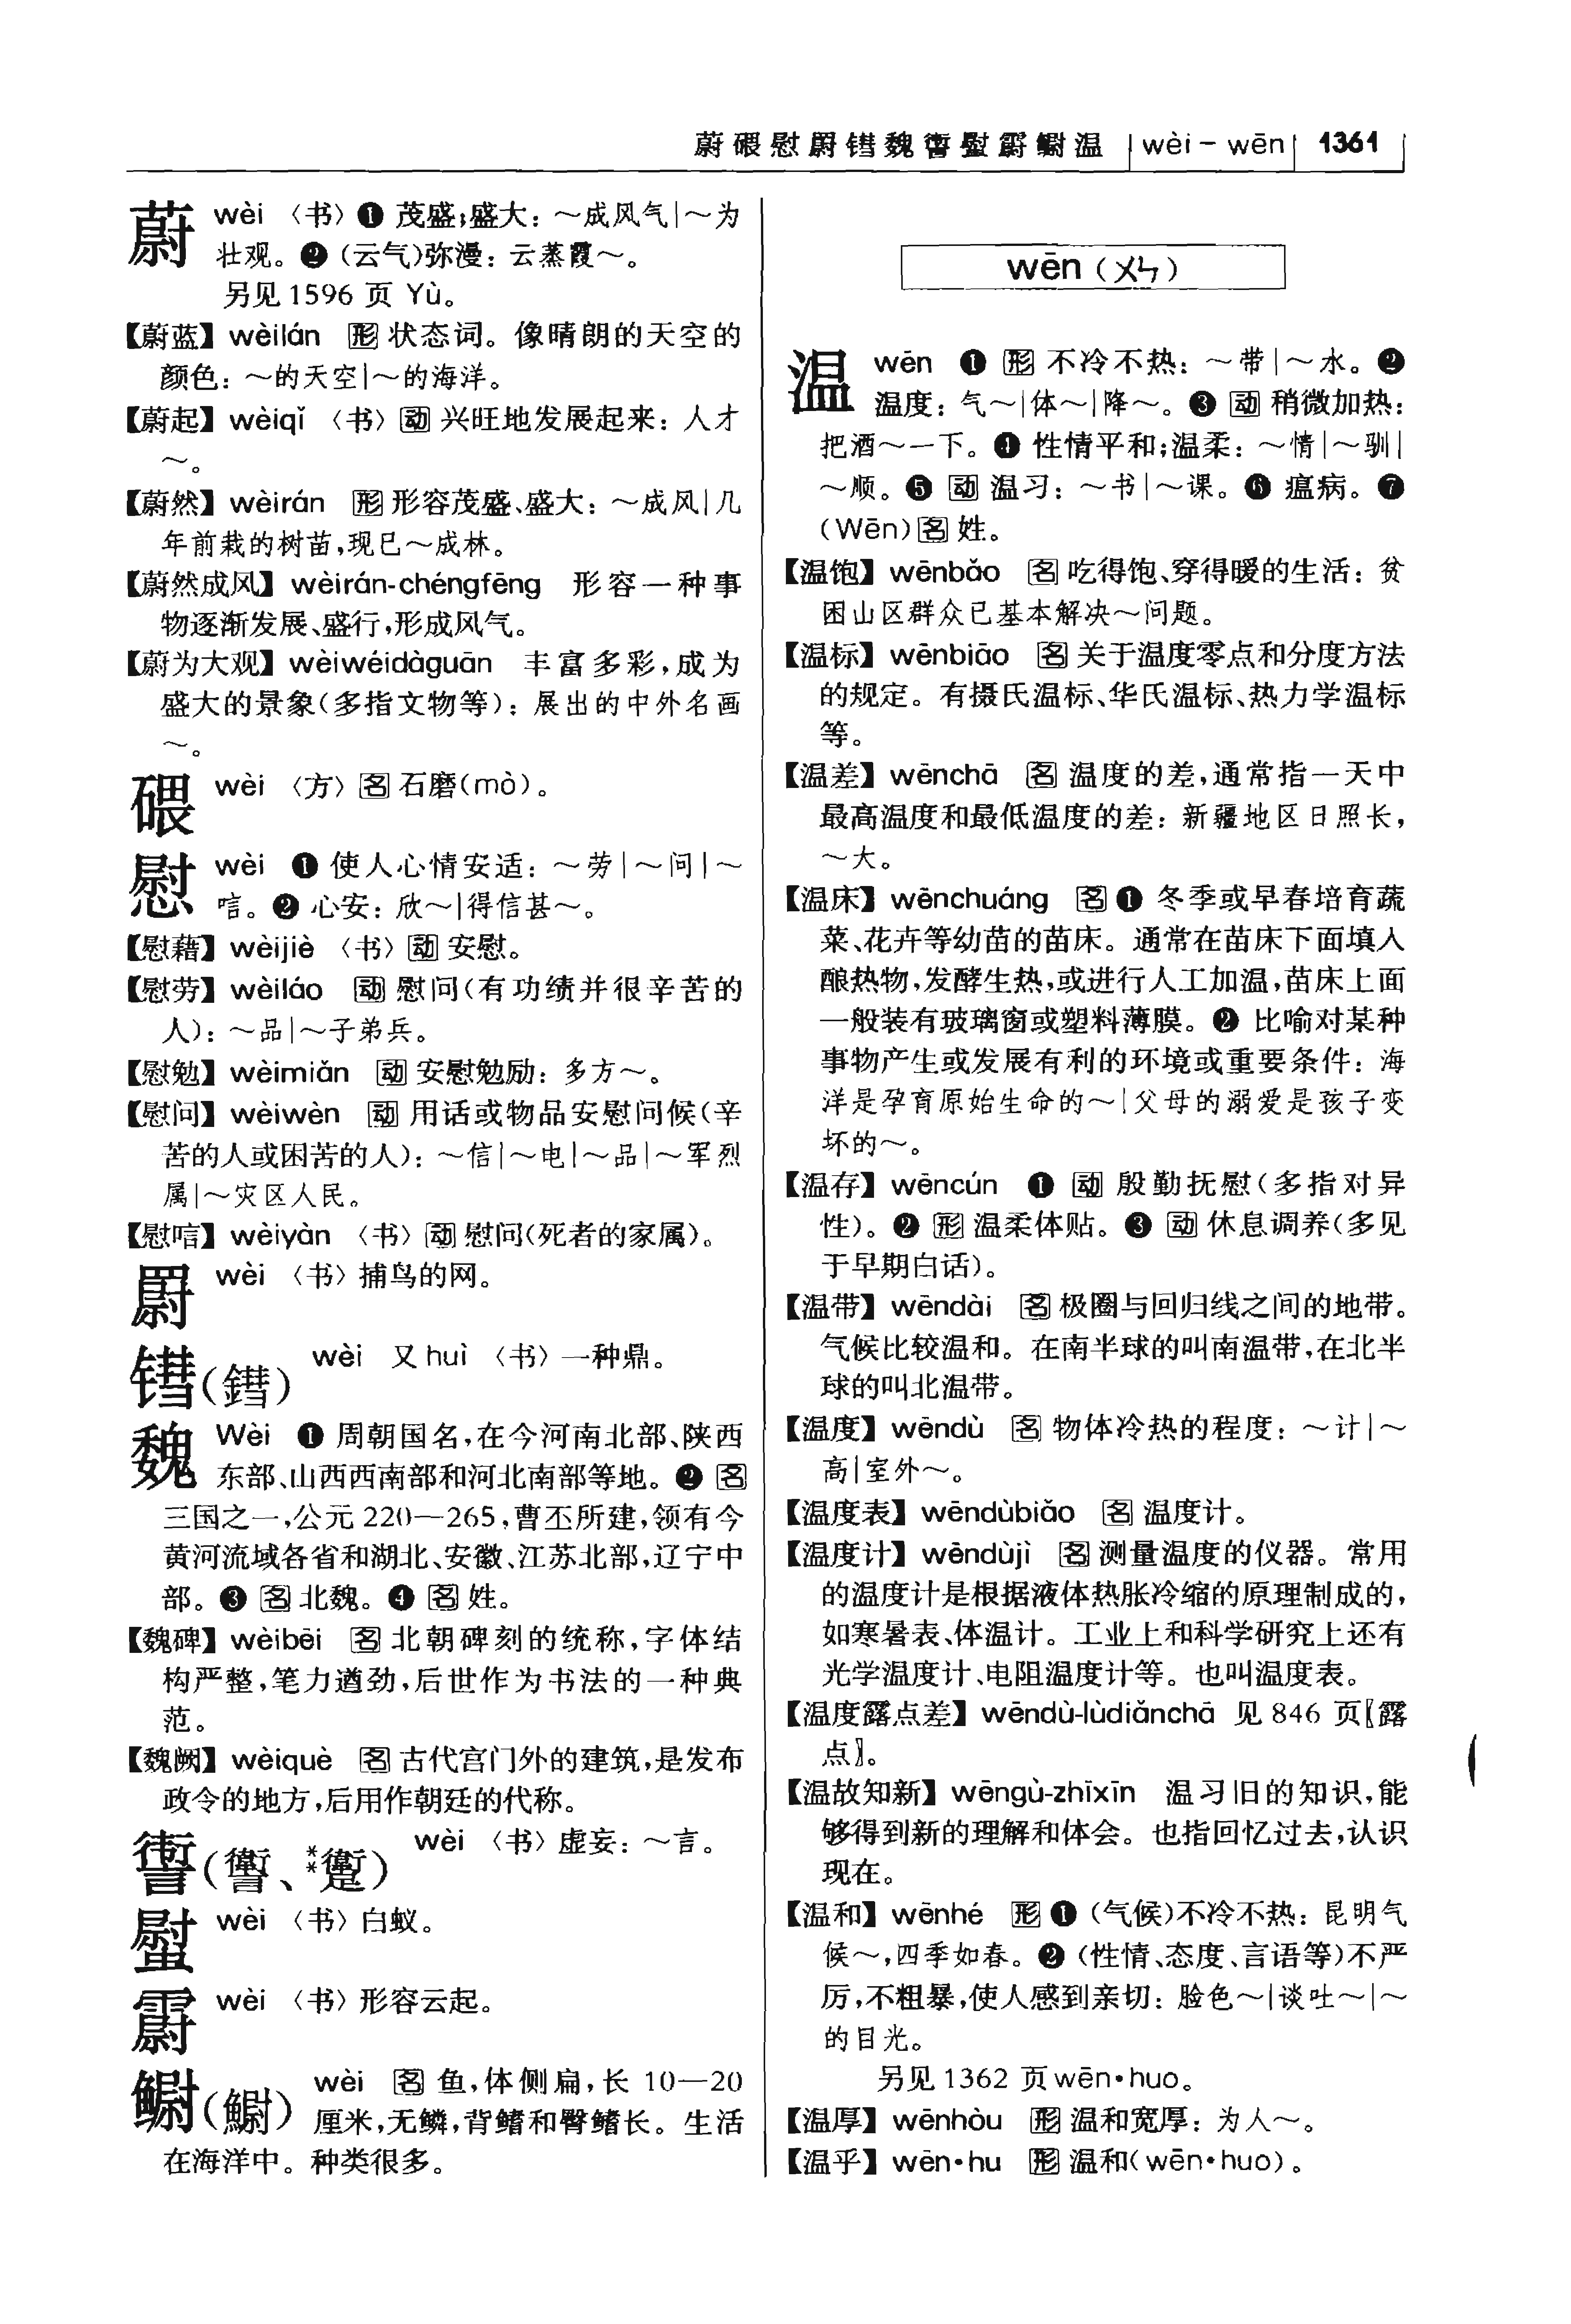 蔚碨慰罻𫔁魏𧗽螱霨鳚温 wèi－wēn 1361
蔚 wèi 〈书〉❶ 茂盛;盛大：～成风气|～为
壮观。❷ (云气)弥漫：云蒸霞～。
另见 1596 页 Yù。
【蔚蓝】wèilán 形 状态词。像晴朗的天空的
颜色：～的天空|～的海洋。
【蔚起】wèiqǐ 〈书〉动 兴旺地发展起来：人才
～。
【蔚然】wèirán 形 形容茂盛、盛大：～成风|几
年前栽的树苗,现已～成林。
【蔚然成风】wèirán-chéngfēng 形容一种事
物逐渐发展、盛行,形成风气。
【蔚为大观】wèiwéidàguān 丰富多彩,成为
盛大的景象(多指文物等)：展出的中外名画
～。
碨 wèi 〈方〉名 石磨(mò)。
慰 wèi ❶ 使人心情安适：～劳|～问|～
唁。❷ 心安：欣～|得信甚～。
【慰藉】wèijiè 〈书〉动 安慰。
【慰劳】wèiláo 动 慰问(有功绩并很辛苦的
人)：～品|～子弟兵。
【慰勉】wèimiǎn 动 安慰勉励：多方～。
【慰问】wèiwèn 动 用话或物品安慰问候(辛
苦的人或困苦的人)：～信|～电|～品|～军烈
属|～灾区人民。
【慰唁】wèiyàn 〈书〉动 慰问(死者的家属)。
罻 wèi 〈书〉捕鸟的网。
wèi 又 huì 〈书〉一种鼎。
魏 Wèi ❶ 周朝国名,在今河南北部、陕西
东部、山西西南部和河北南部等地。❷ 名
三国之一,公元 220—265,曹丕所建,领有今
黄河流域各省和湖北、安徽、江苏北部,辽宁中
部。❸ 名 北魏。❹ 名 姓。
【魏碑】wèibēi 名 北朝碑刻的统称,字体结
构严整,笔力遒劲,后世作为书法的一种典
范。
【魏阙】wèiquè 名 古代宫门外的建筑,是发布
政令的地方,后用作朝廷的代称。
wèi 〈书〉虚妄：～言。
螱 wèi 〈书〉白蚁。
霨 wèi 〈书〉形容云起。
鳚(䲁) wèi 名 鱼,体侧扁,长 10—20
厘米,无鳞,背鳍和臀鳍长。生活
在海洋中。种类很多。
wēn (ㄨㄣ)
温 wēn ❶ 形 不冷不热：～带|～水。❷
温度：气～|体～|降～。❸ 动 稍微加热：
把酒～一下。❹ 性情平和;温柔：～情|～驯|
～顺。❺ 动 温习：～书|～课。❻ 瘟病。❼
(Wēn) 名 姓。
【温饱】wēnbǎo 名 吃得饱、穿得暖的生活：贫
困山区群众已基本解决～问题。
【温标】wēnbiāo 名 关于温度零点和分度方法
的规定。有摄氏温标、华氏温标、热力学温标
等。
【温差】wēnchā 名 温度的差,通常指一天中
最高温度和最低温度的差：新疆地区日照长,
～大。
【温床】wēnchuáng 名 ❶ 冬季或早春培育蔬
菜、花卉等幼苗的苗床。通常在苗床下面填入
酿热物,发酵生热,或进行人工加温,苗床上面
一般装有玻璃窗或塑料薄膜。❷ 比喻对某种
事物产生或发展有利的环境或重要条件：海
洋是孕育原始生命的～|父母的溺爱是孩子变
坏的～。
【温存】wēncún ❶ 动 殷勤抚慰(多指对异
性)。❷ 形 温柔体贴。❸ 动 休息调养(多见
于早期白话)。
【温带】wēndài 名 极圈与回归线之间的地带。
气候比较温和。在南半球的叫南温带,在北半
球的叫北温带。
【温度】wēndù 名 物体冷热的程度：～计|～
高|室外～。
【温度表】wēndùbiǎo 名 温度计。
【温度计】wēndùjì 名 测量温度的仪器。常用
的温度计是根据液体热胀冷缩的原理制成的,
如寒暑表、体温计。工业上和科学研究上还有
光学温度计、电阻温度计等。也叫温度表。
【温度露点差】wēndù-lùdiǎnchā 见 846 页〖露
点〗。
【温故知新】wēngù-zhīxīn 温习旧的知识,能
够得到新的理解和体会。也指回忆过去,认识
现在。
【温和】wēnhé 形 ❶ (气候)不冷不热：昆明气
候～,四季如春。❷ (性情、态度、言语等)不严
厉,不粗暴,使人感到亲切：脸色～|谈吐～|～
的目光。
另见 1362 页 wēn•huo。
【温厚】wēnhòu 形 温和宽厚：为人～。
【温乎】wēn•hu 形 温和(wēn•huo)。